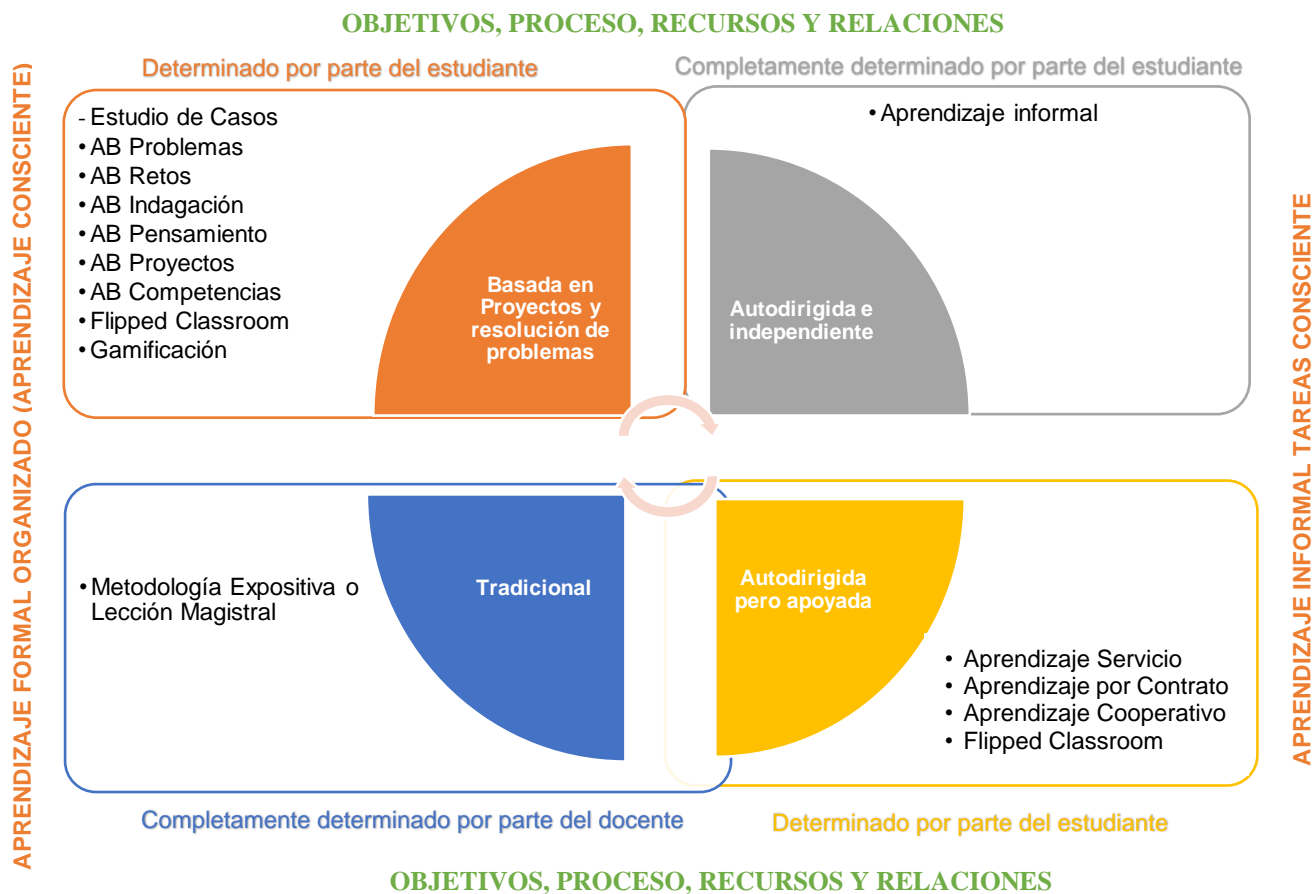 OBJETIVOS, PROCESO, RECURSOS Y RELACIONES
APRENDIZAJE FORMAL ORGANIZADO (APRENDIZAJE CONSCIENTE)
Determinado por parte del estudiante
- Estudio de Casos
• AB Problemas
• AB Retos
• AB Indagación
• AB Pensamiento
• AB Proyectos
• AB Competencias
• Flipped Classroom
• Gamificación
Basada en
Proyectos y
resolución de
problemas
Completamente determinado por parte del estudiante
• Aprendizaje informal
Autodirigida e
independiente
APRENDIZAJE INFORMAL TAREAS CONSCIENTE
• Metodología Expositiva o
Lección Magistral
Tradicional
Completamente determinado por parte del docente
Autodirigida
pero apoyada
• Aprendizaje Servicio
• Aprendizaje por Contrato
• Aprendizaje Cooperativo
• Flipped Classroom
Determinado por parte del estudiante
OBJETIVOS, PROCESO, RECURSOS Y RELACIONES